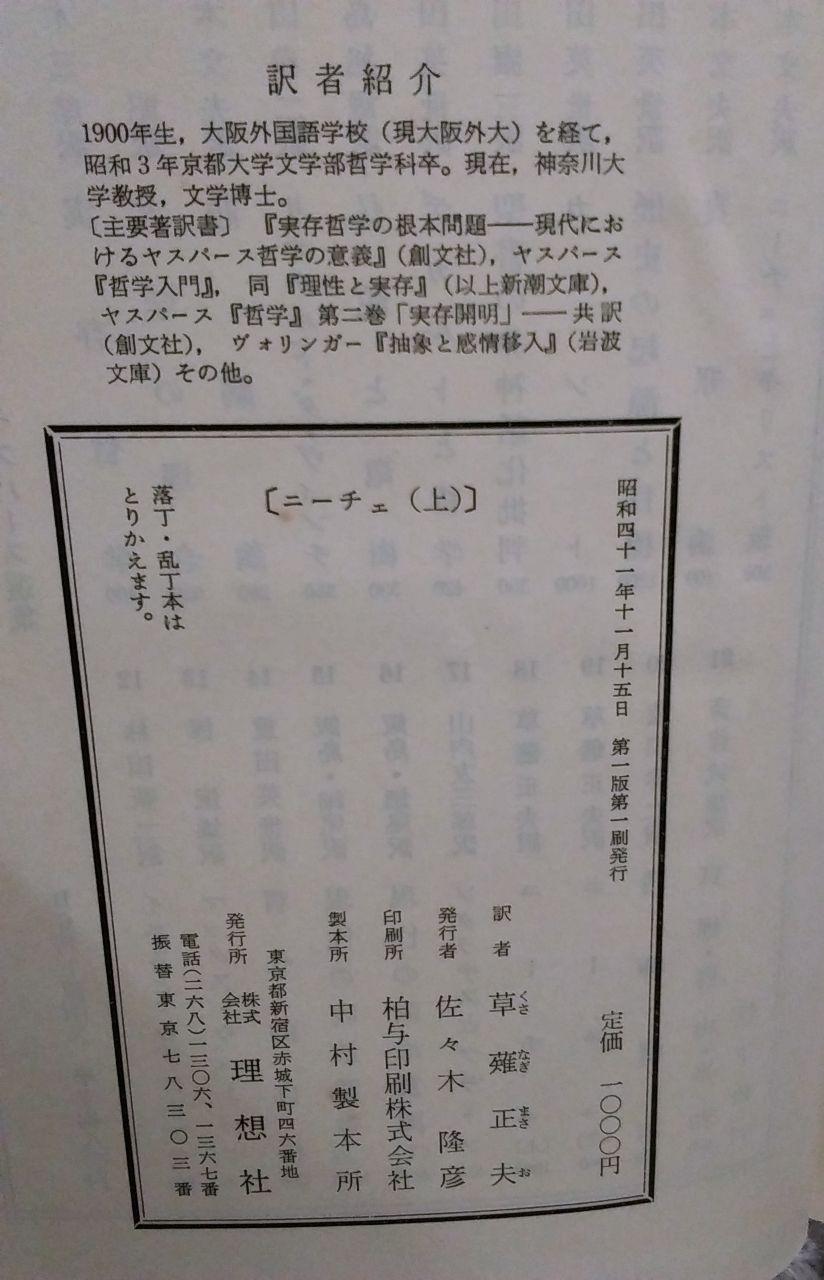 訳者紹介
1900年生，大阪外国語学校（現大阪外大）を経て，
昭和３年京都大学文学部哲学科卒。現在，神奈川大
学教授，文学博士。
〔主要著訳書〕『実存哲学の根本問題――現代にお
けるヤスパース哲学の意義』（創文社），ヤスパース
『哲学入門』，同『理性と実存』（以上新潮文庫），
ヤスパース『哲学』第二巻「実存開明」――共訳
（創文社），ヴォリンガー『抽象と感情移入』（岩波
文庫）その他。
〔ニーチェ（上）〕
昭和四十一年十一月十五日　第一版第一刷発行
定価　一〇〇〇円
訳者　草薙正夫
くさ　なぎ　まさ　お
発行者　佐々木隆彦
印刷所　柏与印刷株式会社
製本所　中村製本所
東京都新宿区赤城下町四六番地
発行所　株式会社　理想社
電話（二六八）一三〇六、一三六七番
振替東京七八三〇三番
落丁・乱丁本は
とりかえます。